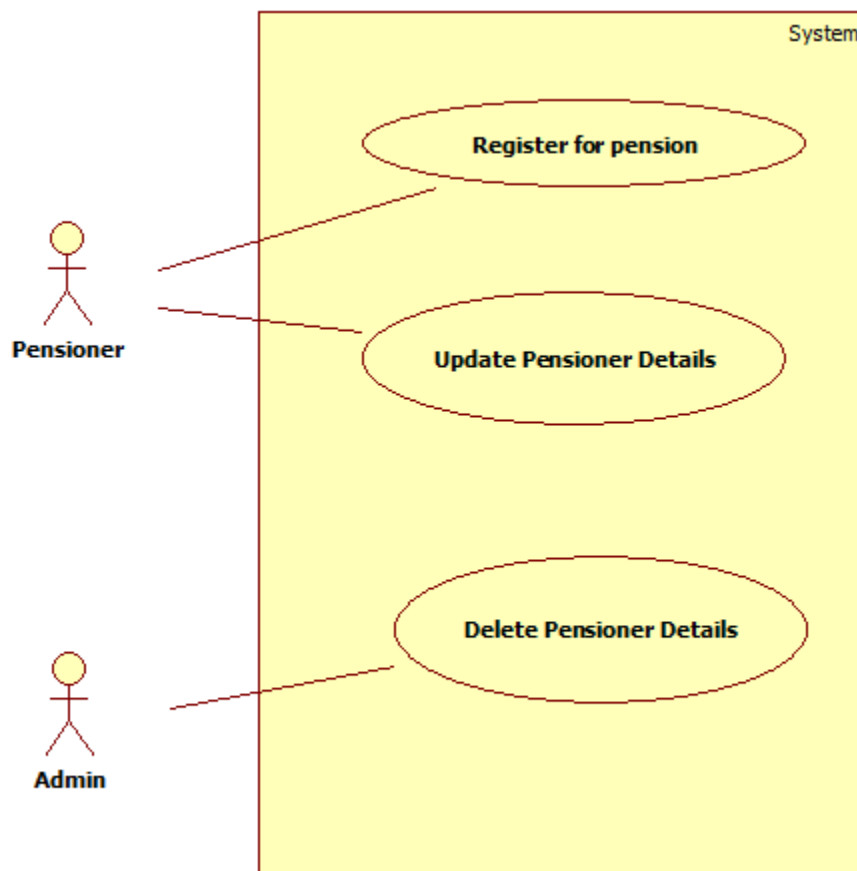 System
Register for pension
Pensioner
Update Pensioner Details
Delete Pensioner Details
Admin